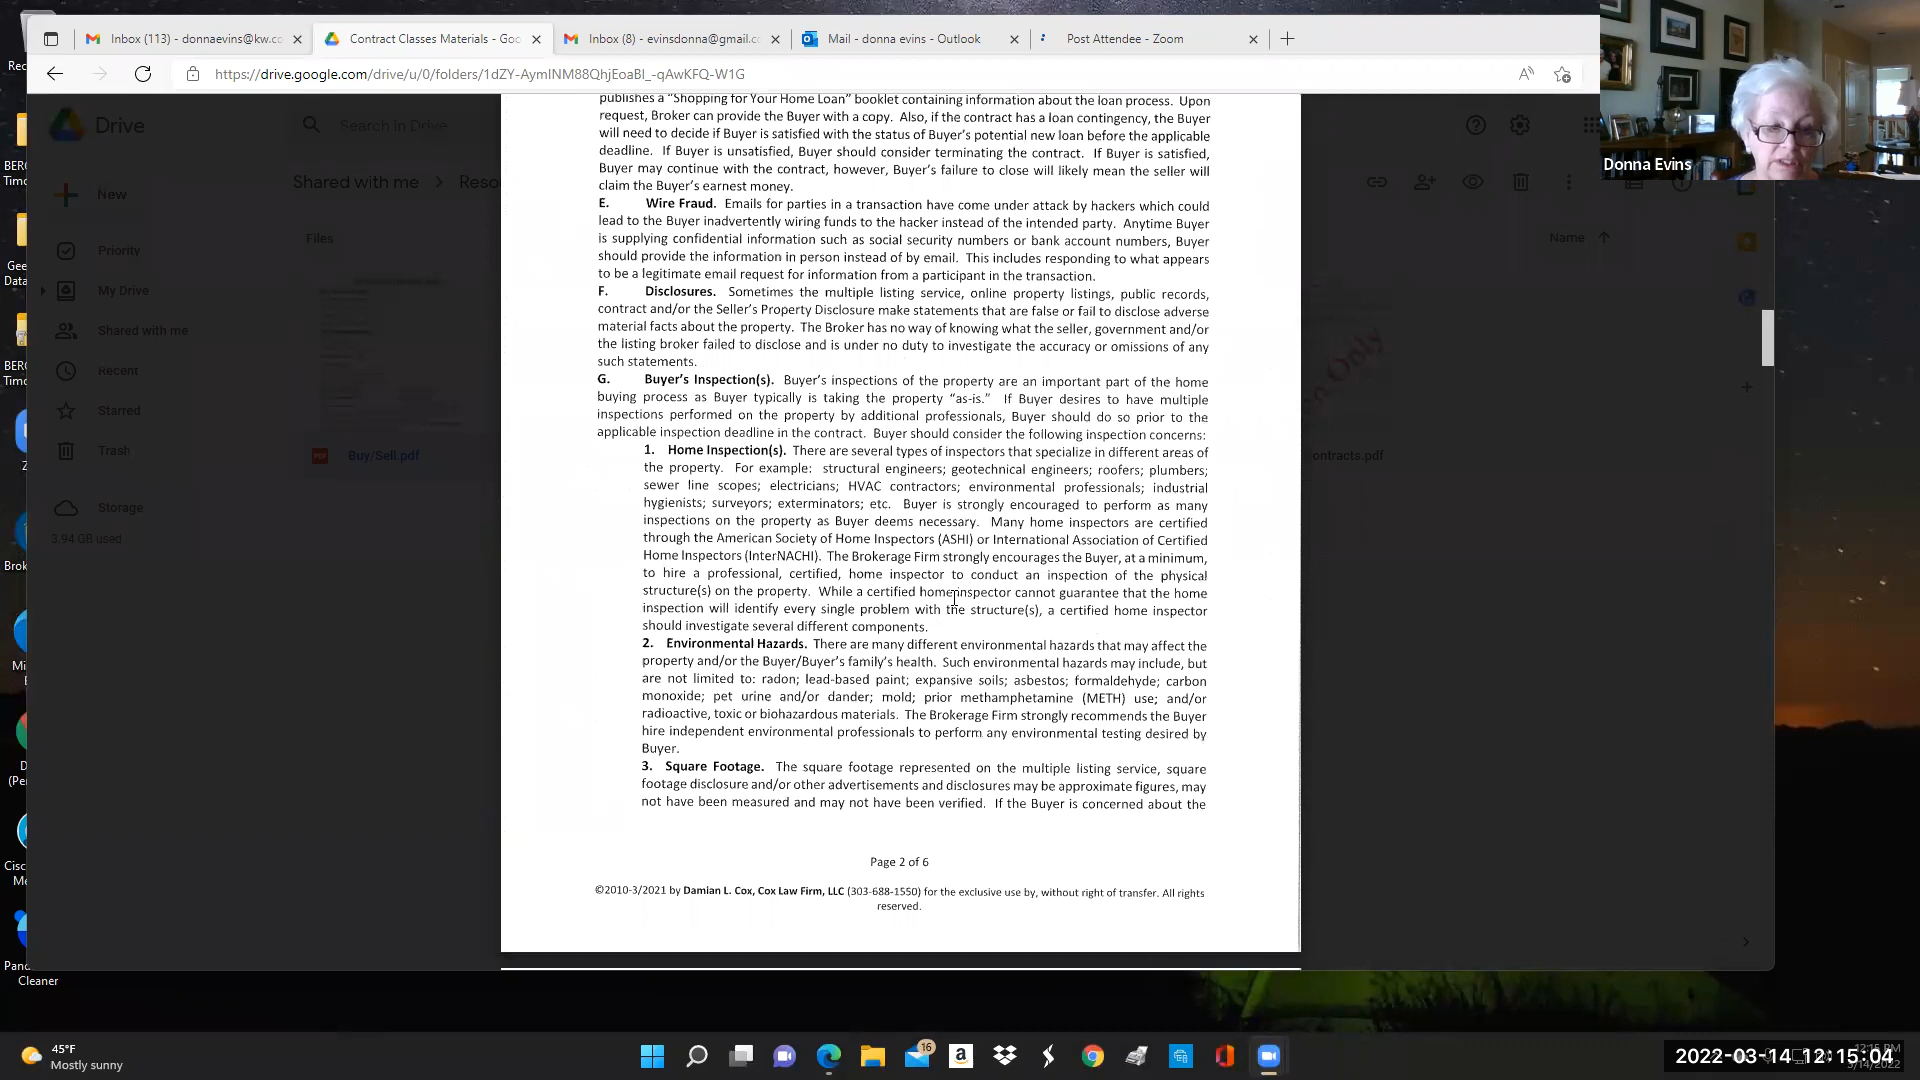 Inbox (113) - donnaevins@kw.co
Contract Classes Materials - Goo
Inbox (8) - evinsdonna@gmail.co
Mail - donna evins - Outlook
Post Attendee - Zoom
https://drive.google.com/drive/u/0/folders/1dZY-AymINM88QhjEoaBl_-qAwKFQ-W1G
Drive
Search in Drive
New
Shared with me
Files
Name
Priority
My Drive
Shared with me
Recent
Starred
Trash
Storage
3.94 GB used
Buy/Sell.pdf
ontracts.pdf
publishes a "Shopping for Your Home Loan" booklet containing information about the loan process. Upon
request, Broker can provide the Buyer with a copy. Also, if the contract has a loan contingency, the Buyer
will need to decide if Buyer is satisfied with the status of Buyer's potential new loan before the applicable
deadline. If Buyer is unsatisfied, Buyer should consider terminating the contract. If Buyer is satisfied,
Buyer may continue with the contract, however, Buyer's failure to close will likely mean the seller will
claim the Buyer's earnest money.
E. Wire Fraud. Emails for parties in a transaction have come under attack by hackers which could
lead to the Buyer inadvertently wiring funds to the hacker instead of the intended party. Anytime Buyer
is supplying confidential information such as social security numbers or bank account numbers, Buyer
should provide the information in person instead of by email. This includes responding to what appears
to be a legitimate email request for information from a participant in the transaction.
F. Disclosures. Sometimes the multiple listing service, online property listings, public records,
contract and/or the Seller's Property Disclosure make statements that are false or fail to disclose adverse
material facts about the property. The Broker has no way of knowing what the seller, government and/or
the listing broker failed to disclose and is under no duty to investigate the accuracy or omissions of any
such statements.
G. Buyer's Inspection(s). Buyer's inspections of the property are an important part of the home
buying process as Buyer typically is taking the property "as-is." If Buyer desires to have multiple
inspections performed on the property by additional professionals, Buyer should do so prior to the
applicable inspection deadline in the contract. Buyer should consider the following inspection concerns:
1. Home Inspection(s). There are several types of inspectors that specialize in different areas of
the property. For example: structural engineers; geotechnical engineers; roofers; plumbers;
sewer line scopes; electricians; HVAC contractors; environmental professionals; industrial
hygienists; surveyors; exterminators; etc. Buyer is strongly encouraged to perform as many
inspections on the property as Buyer deems necessary. Many home inspectors are certified
through the American Society of Home Inspectors (ASHI) or International Association of Certified
Home Inspectors (InterNACHI). The Brokerage Firm strongly encourages the Buyer, at a minimum,
to hire a professional, certified, home inspector to conduct an inspection of the physical
structure(s) on the property. While a certified home inspector cannot guarantee that the home
inspection will identify every single problem with the structure(s), a certified home inspector
should investigate several different components.
2. Environmental Hazards. There are many different environmental hazards that may affect the
property and/or the Buyer/Buyer's family's health. Such environmental hazards may include, but
are not limited to: radon; lead-based paint; expansive soils; asbestos; formaldehyde; carbon
monoxide; pet urine and/or dander; mold; prior methamphetamine (METH) use; and/or
radioactive, toxic or biohazardous materials. The Brokerage Firm strongly recommends the Buyer
hire independent environmental professionals to perform any environmental testing desired by
Buyer.
3. Square Footage. The square footage represented on the multiple listing service, square
footage disclosure and/or other advertisements and disclosures may be approximate figures, may
not have been measured and may not have been verified. If the Buyer is concerned about the
Page 2 of 6
©2010-3/2021 by Damian L. Cox, Cox Law Firm, LLC (303-688-1550) for the exclusive use by, without right of transfer. All rights
reserved.
Donna Evins
Cleaner
45°F
Mostly sunny
16
2022-03-14 12:15:04